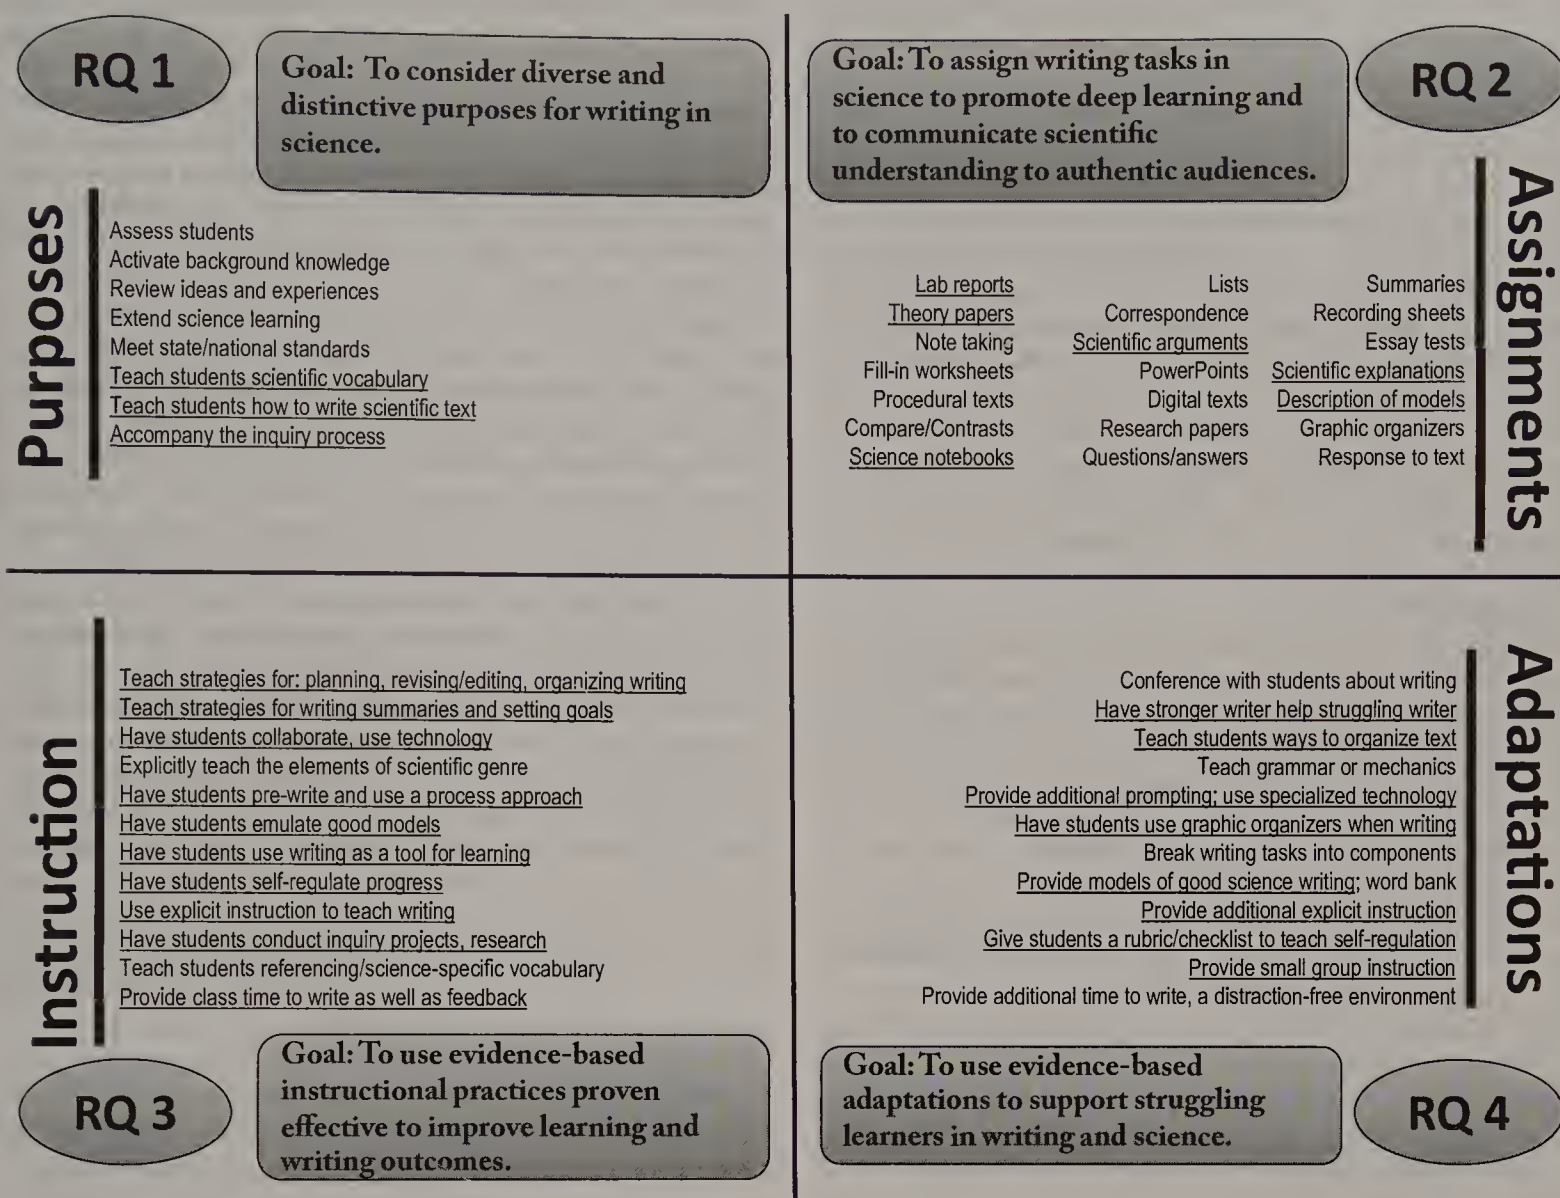 RQ 1
Goal: To consider diverse and
distinctive purposes for writing in
science.
Purposes
Assess students
Activate background knowledge
Review ideas and experiences
Extend science learning
Meet state/national standards
Teach students scientific vocabulary
Teach students how to write scientific text
Accompany the inquiry process
Goal: To assign writing tasks in
science to promote deep learning and
to communicate scientific
understanding to authentic audiences.
RQ 2
Assignments
Lab reports Lists Summaries
Theory papers Correspondence Recording sheets
Note taking Scientific arguments Essay tests
Fill-in worksheets PowerPoints Scientific explanations
Procedural texts Digital texts Description of models
Compare/Contrasts Research papers Graphic organizers
Science notebooks Questions/answers Response to text
Instruction
Teach strategies for: planning, revising/editing, organizing writing
Teach strategies for writing summaries and setting goals
Have students collaborate, use technology
Explicitly teach the elements of scientific genre
Have students pre-write and use a process approach
Have students emulate good models
Have students use writing as a tool for learning
Have students self-regulate progress
Use explicit instruction to teach writing
Have students conduct inquiry projects, research
Teach students referencing/science-specific vocabulary
Provide class time to write as well as feedback
RQ 3
Goal: To use evidence-based
instructional practices proven
effective to improve learning and
writing outcomes.
Adaptations
Conference with students about writing
Have stronger writer help struggling writer
Teach students ways to organize text
Teach grammar or mechanics
Provide additional prompting; use specialized technology
Have students use graphic organizers when writing
Break writing tasks into components
Provide models of good science writing; word bank
Provide additional explicit instruction
Give students a rubric/checklist to teach self-regulation
Provide small group instruction
Provide additional time to write, a distraction-free environment
Goal: To use evidence-based
adaptations to support struggling
learners in writing and science.
RQ 4